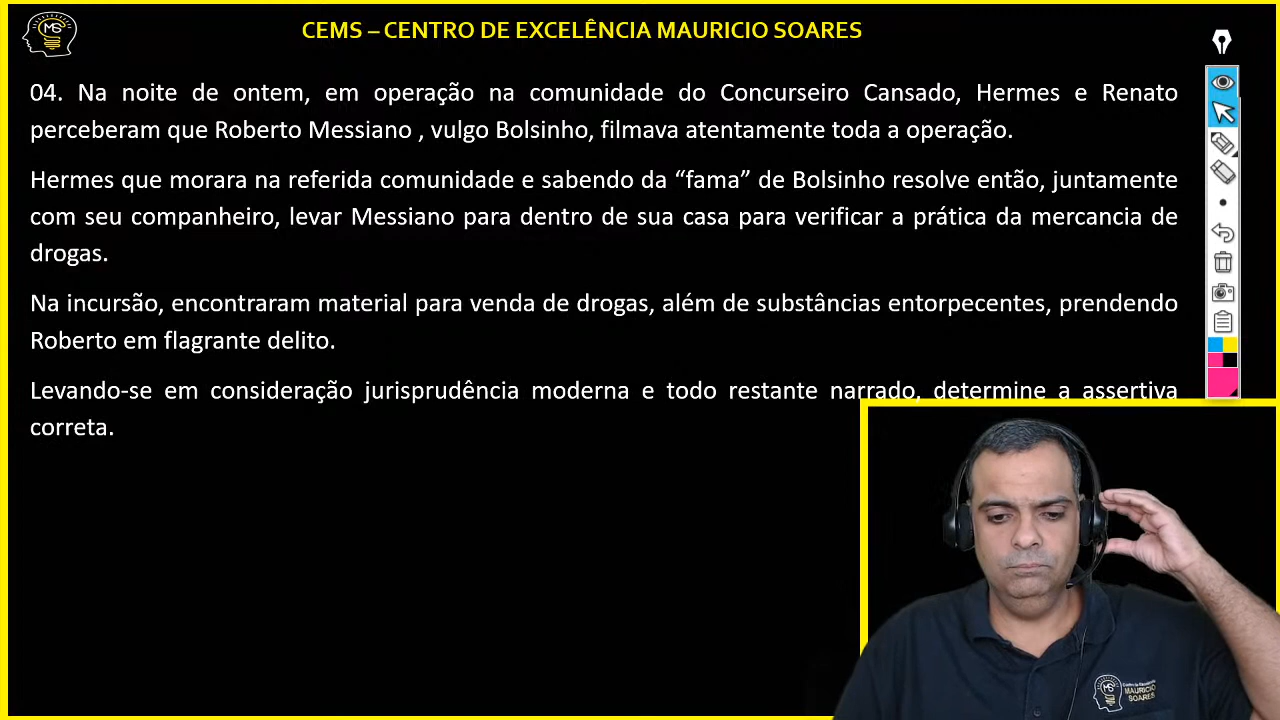 CEMS – CENTRO DE EXCELÊNCIA MAURICIO SOARES
04. Na noite de ontem, em operação na comunidade do Concurseiro Cansado, Hermes e Renato
perceberam que Roberto Messiano , vulgo Bolsinho, filmava atentamente toda a operação.
Hermes que morara na referida comunidade e sabendo da “fama” de Bolsinho resolve então, juntamente
com seu companheiro, levar Messiano para dentro de sua casa para verificar a prática da mercancia de
drogas.
Na incursão, encontraram material para venda de drogas, além de substâncias entorpecentes, prendendo
Roberto em flagrante delito.
Levando-se em consideração jurisprudência moderna e todo restante narrado, determine a assertiva
correta.
MS
MS
MAURICIO
SOARES